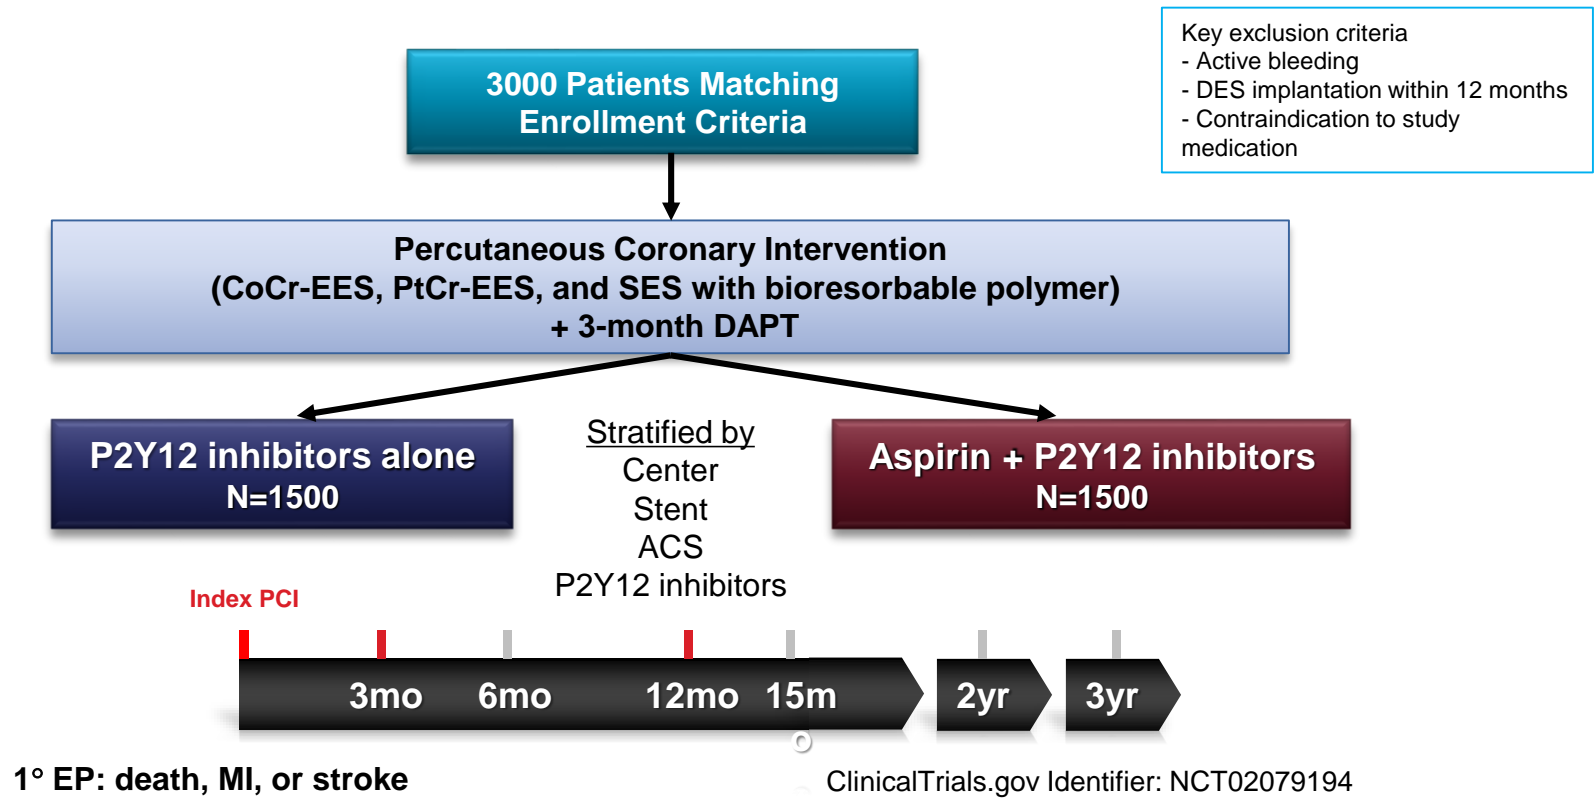 3000 Patients Matching
Enrollment Criteria
Key exclusion criteria
- Active bleeding
- DES implantation within 12 months
- Contraindication to study
medication
Percutaneous Coronary Intervention
(CoCr-EES, PtCr-EES, and SES with bioresorbable polymer)
+ 3-month DAPT
P2Y12 inhibitors alone
N=1500
Stratified by
Center
Stent
ACS
P2Y12 inhibitors
Aspirin + P2Y12 inhibitors
N=1500
Index PCI
3mo
6mo
12mo
15m
o
2yr
3yr
1° EP: death, MI, or stroke
ClinicalTrials.gov Identifier: NCT02079194